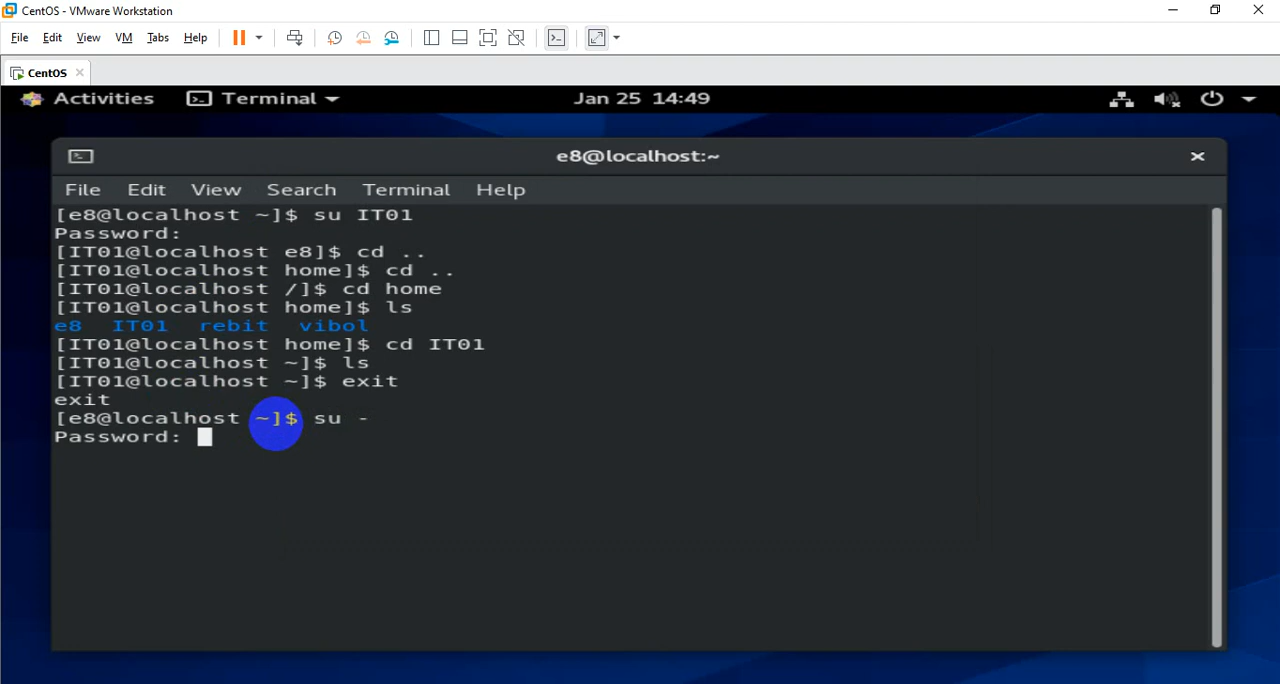 CentOS - VMware Workstation
File Edit View VM Tabs Help
CentOS
Activities Terminal Jan 25 14:49
e8@localhost:~
File Edit View Search Terminal Help
[e8@localhost ~]$ su IT01
Password:
[IT01@localhost e8]$ cd ..
[IT01@localhost home]$ cd ..
[IT01@localhost /]$ cd home
[IT01@localhost home]$ ls
e8 IT01 rebit vibol
[IT01@localhost home]$ cd IT01
[IT01@localhost ~]$ ls
[IT01@localhost ~]$ exit
exit
[e8@localhost ~]$ su -
Password: